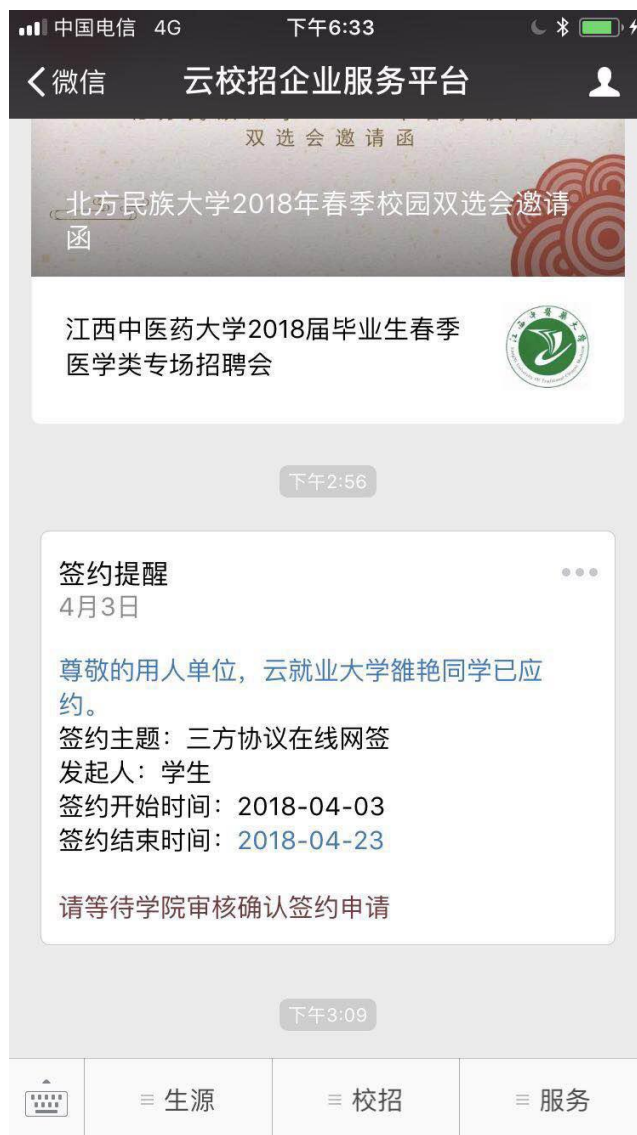 中国电信 4G 下午6:33
微信 云校招企业服务平台
双选会邀请函
北方民族大学2018年春季校园双选会邀请
函
江西中医药大学2018届毕业生春季
医学类专场招聘会
下午2:56
签约提醒
4月3日
尊敬的用人单位，云就业大学雒艳同学已应
约。
签约主题：三方协议在线网签
发起人：学生
签约开始时间：2018-04-03
签约结束时间：2018-04-23
请等待学院审核确认签约申请
下午3:09
生源 校招 服务